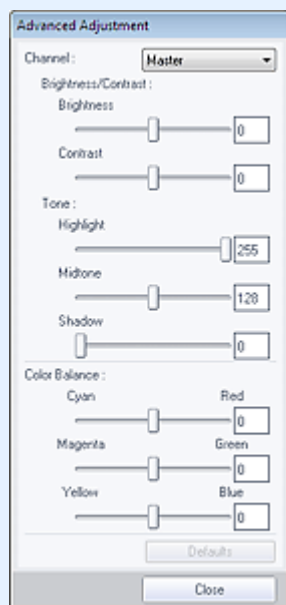 Advanced Adjustment
Channel : Master
Brightness/Contrast :
Brightness
0
Contrast
0
Tone :
Highlight
255
Midtone
128
Shadow
0
Color Balance :
Cyan Red
0
Magenta Green
0
Yellow Blue
0
Defaults
Close